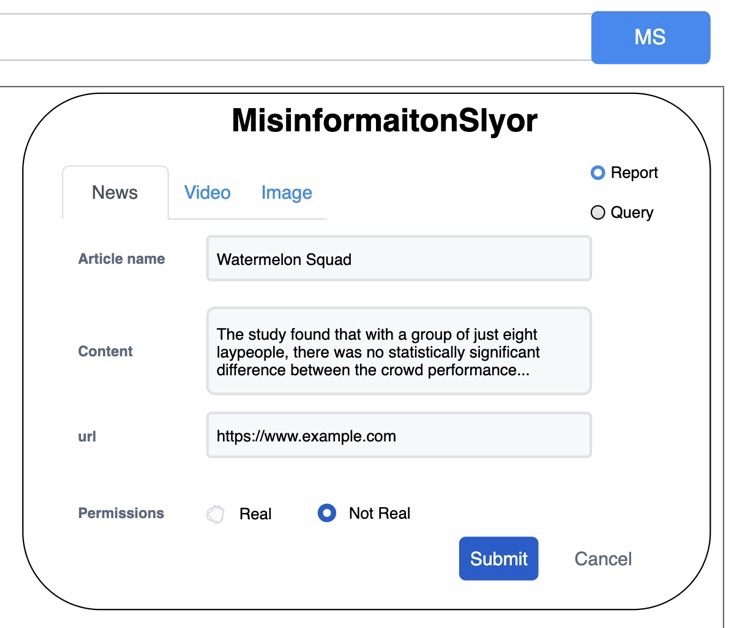 MS
MisinformaitonSlyor
News
Video
Image
Report
Query
Article name
Watermelon Squad
Content
The study found that with a group of just eight
laypeople, there was no statistically significant
difference between the crowd performance...
url
https://www.example.com
Permissions
Real
Not Real
Submit
Cancel